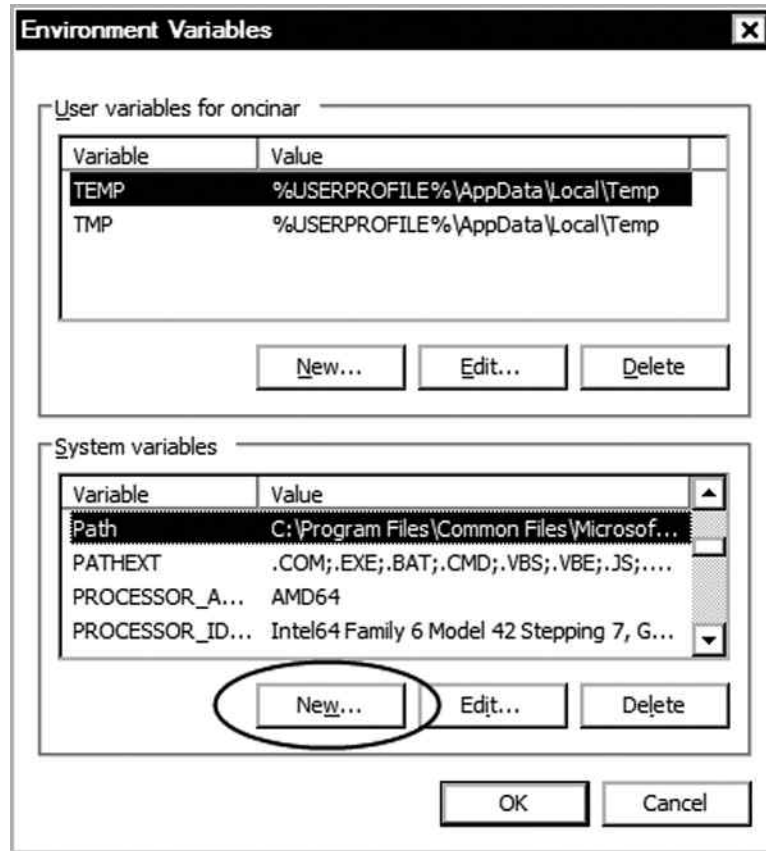 Environment Variables
User variables for oncinar
Variable Value
TEMP %USERPROFILE%\AppData\Local\Temp
TMP %USERPROFILE%\AppData\Local\Temp
New... Edit... Delete
System variables
Variable Value
Path C:\Program Files\Common Files\Microsof...
PATHEXT .COM;.EXE;.BAT;.CMD;.VBS;.VBE;.JS;....
PROCESSOR_A... AMD64
PROCESSOR_ID... Intel64 Family 6 Model 42 Stepping 7, G...
New... Edit... Delete
OK Cancel